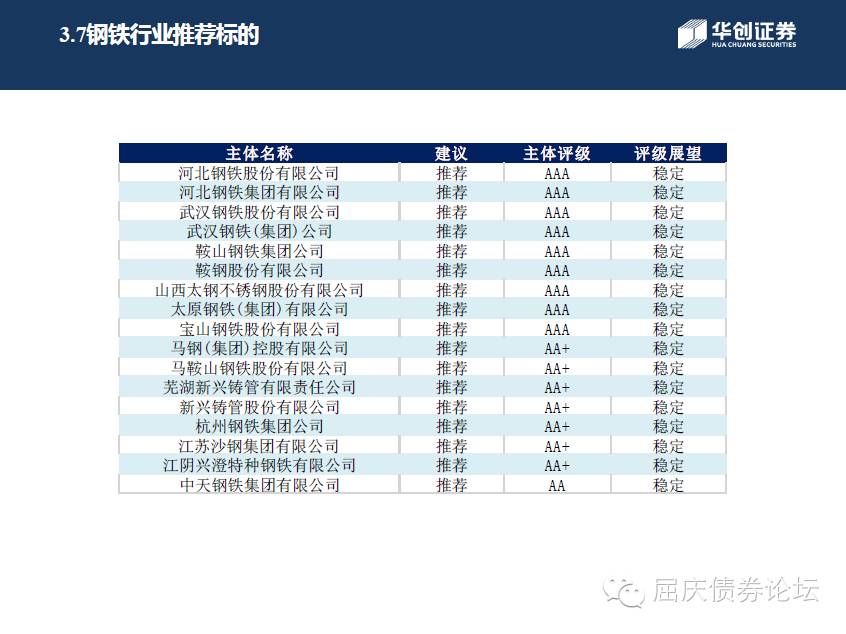 3.7钢铁行业推荐标的
华创证券
HUA CHUANG SECURITIES
主体名称 建议 主体评级 评级展望
河北钢铁股份有限公司 推荐 AAA 稳定
河北钢铁集团有限公司 推荐 AAA 稳定
武汉钢铁股份有限公司 推荐 AAA 稳定
武汉钢铁(集团)公司 推荐 AAA 稳定
鞍山钢铁集团公司 推荐 AAA 稳定
鞍钢股份有限公司 推荐 AAA 稳定
山西太钢不锈钢股份有限公司 推荐 AAA 稳定
太原钢铁(集团)有限公司 推荐 AAA 稳定
宝山钢铁股份有限公司 推荐 AAA 稳定
马钢(集团)控股有限公司 推荐 AA+ 稳定
马鞍山钢铁股份有限公司 推荐 AA+ 稳定
芜湖新兴铸管有限责任公司 推荐 AA+ 稳定
新兴铸管股份有限公司 推荐 AA+ 稳定
杭州钢铁集团公司 推荐 AA+ 稳定
江苏沙钢集团有限公司 推荐 AA+ 稳定
江阴兴澄特种钢铁有限公司 推荐 AA+ 稳定
中天钢铁集团有限公司 推荐 AA 稳定
屈庆债券论坛